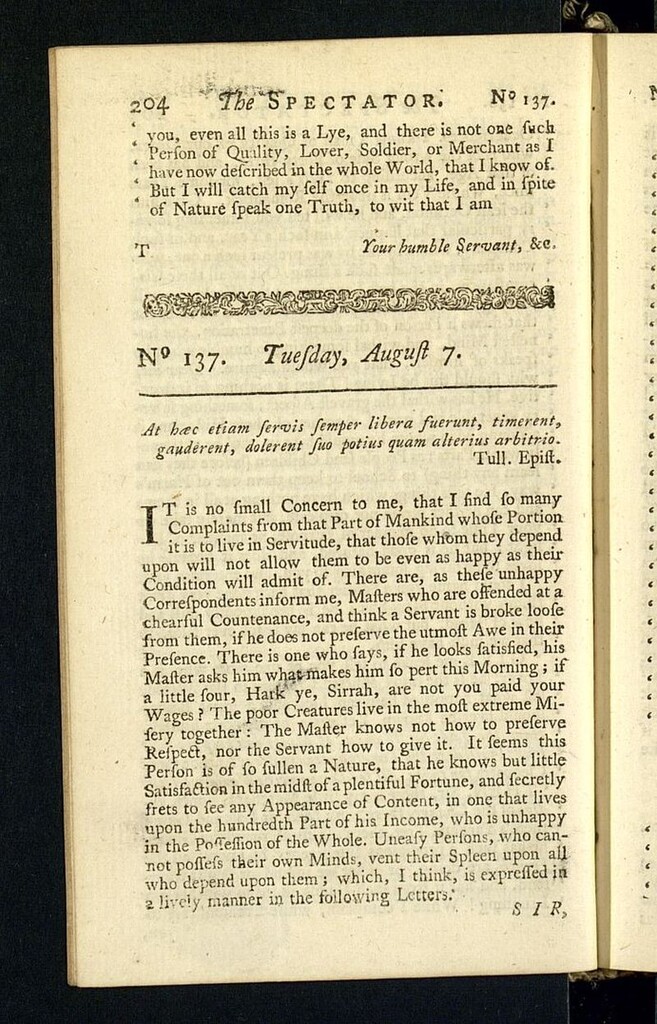 204 The SPECTATOR. Nº 137.
‘ you, even all this is a Lye, and there is not one ſuch
‘ Perſon of Quality, Lover, Soldier, or Merchant as I
‘ have now deſcribed in the whole World, that I know of.
‘ But I will catch my ſelf once in my Life, and in ſpite
‘ of Nature ſpeak one Truth, to wit that I am
T Your humble Servant, &c.
Nº 137. Tueſday, Auguſt 7.
At hæc etiam ſervis ſemper libera fuerunt, timerent,
gauderent, dolerent ſuo potius quam alterius arbitrio.
Tull. Epiſt.
IT is no ſmall Concern to me, that I find ſo many
Complaints from that Part of Mankind whoſe Portion
it is to live in Servitude, that thoſe whom they depend
upon will not allow them to be even as happy as their
Condition will admit of. There are, as theſe unhappy
Correſpondents inform me, Maſters who are offended at a
chearful Countenance, and think a Servant is broke looſe
from them, if he does not preſerve the utmoſt Awe in their
Preſence. There is one who ſays, if he looks ſatisfied, his
Maſter asks him what makes him ſo pert this Morning; if
a little ſour, Hark ye, Sirrah, are not you paid your
Wages? The poor Creatures live in the moſt extreme Mi-
ſery together: The Maſter knows not how to preſerve
Reſpect, nor the Servant how to give it. It ſeems this
Perſon is of ſo ſullen a Nature, that he knows but little
Satisfaction in the midſt of a plentiful Fortune, and ſecretly
frets to ſee any Appearance of Content, in one that lives
upon the hundredth Part of his Income, who is unhappy
in the Poſſeſſion of the Whole. Uneaſy Perſons, who can-
not poſſeſs their own Minds, vent their Spleen upon all
who depend upon them; which, I think, is expreſſed in
a lively manner in the following Letters.
SIR,